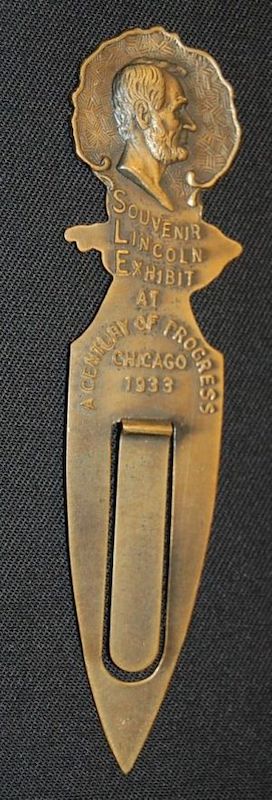 SOUVENIR
LINCOLN
EXHIBIT
AT
A CENTURY OF PROGRESS
CHICAGO
1933